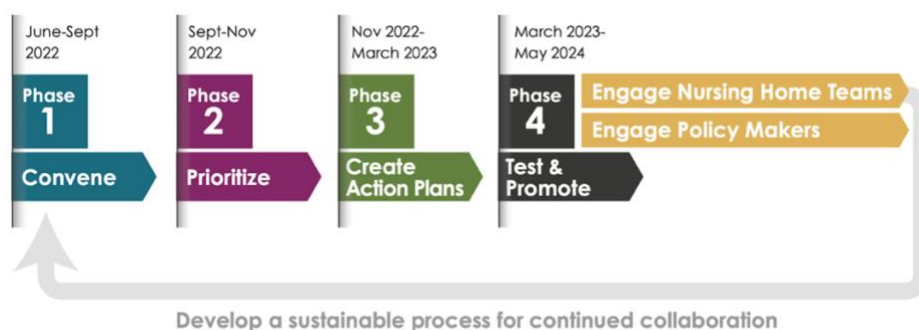 June-Sept
2022
Phase
1
Convene
Sept-Nov
2022
Phase
2
Prioritize
Nov 2022-
March 2023
Phase
3
Create
Action Plans
March 2023-
May 2024
Phase
4
Test &
Promote
Engage Nursing Home Teams
Engage Policy Makers
Develop a sustainable process for continued collaboration